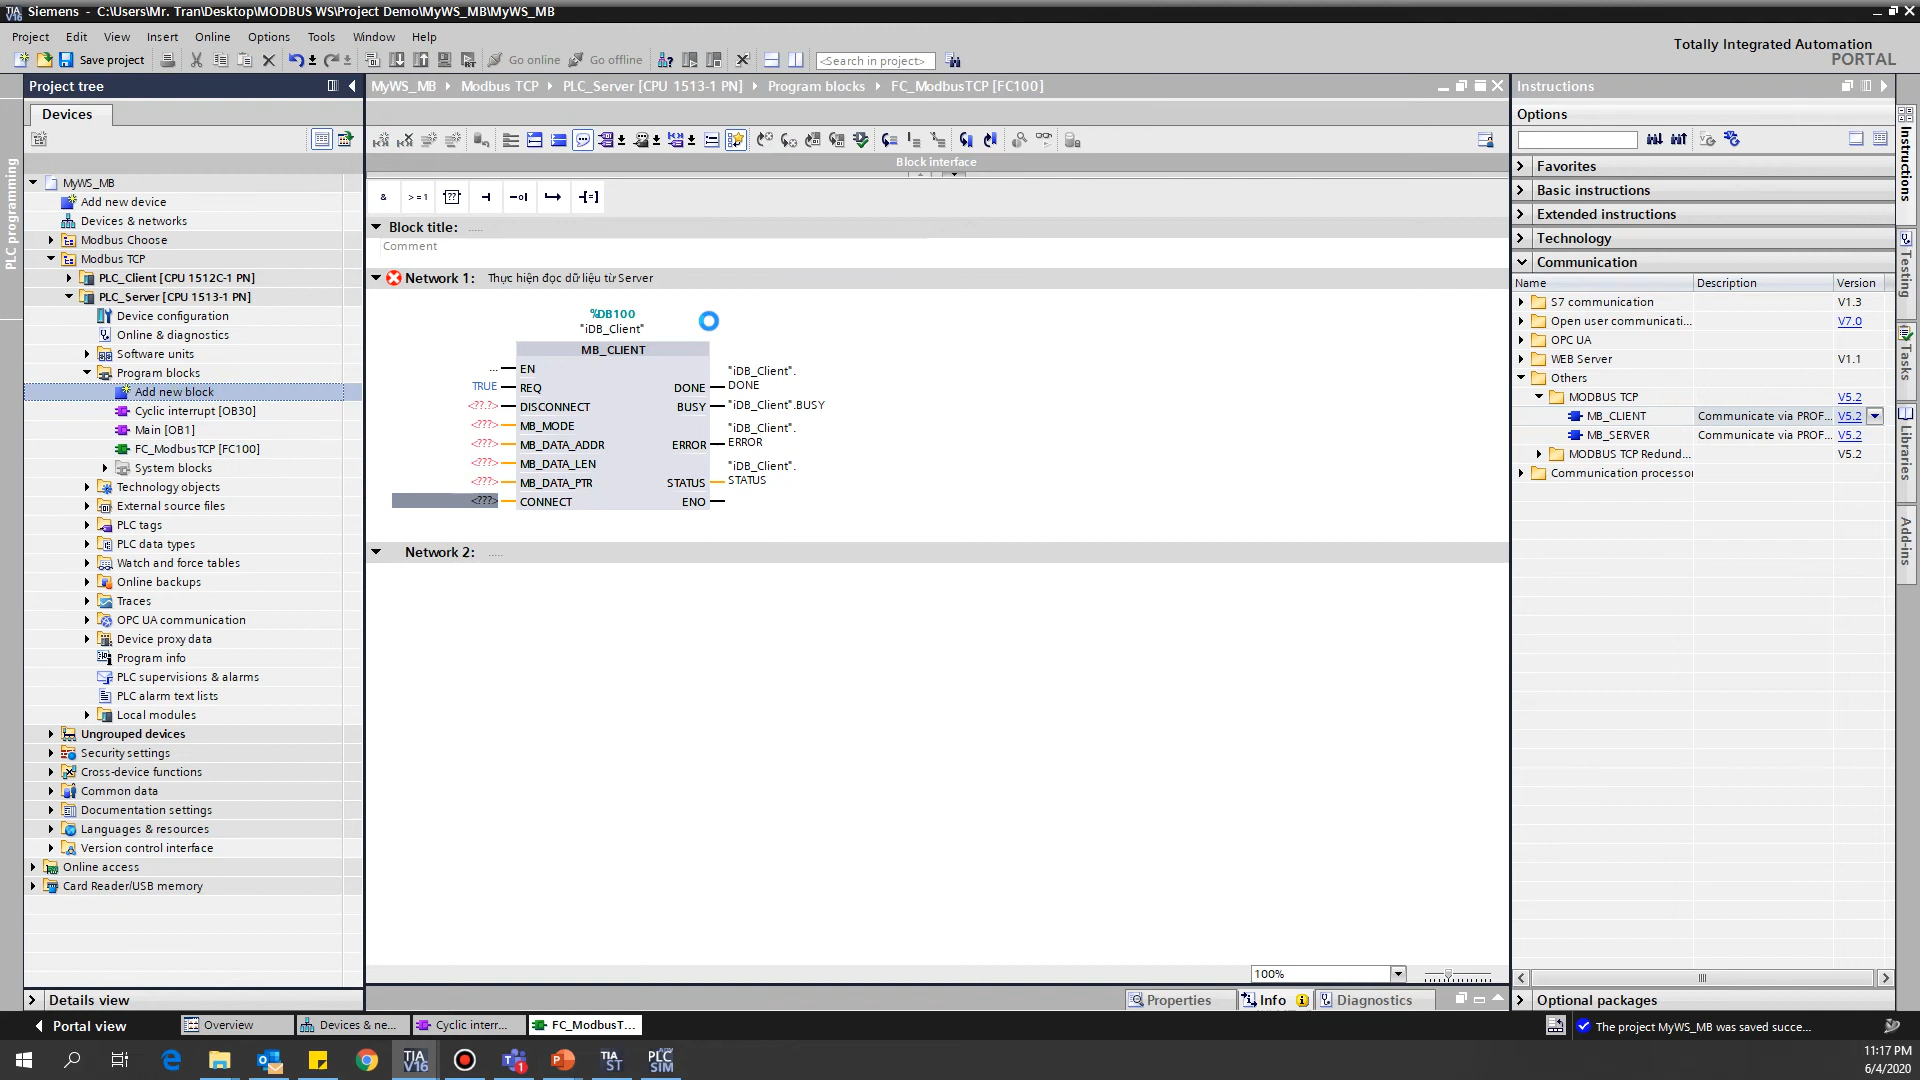 Siemens - C:\Users\Mr. Tran\Desktop\MODBUS WS\Project Demo\MyWS_MB\MyWS_MB
Project Edit View Insert Online Options Tools Window Help
Totally Integrated Automation
PORTAL
Save project
Go online
Go offline
<Search in project>
Project tree
Devices
PLC programming
MyWS_MB
Add new device
Devices & networks
Modbus Choose
Modbus TCP
PLC_Client [CPU 1512C-1 PN]
PLC_Server [CPU 1513-1 PN]
Device configuration
Online & diagnostics
Software units
Program blocks
Add new block
Cyclic interrupt [OB30]
Main [OB1]
FC_ModbusTCP [FC100]
System blocks
Technology objects
External source files
PLC tags
PLC data types
Watch and force tables
Online backups
Traces
OPC UA communication
Device proxy data
Program info
PLC supervisions & alarms
PLC alarm text lists
Local modules
Ungrouped devices
Security settings
Cross-device functions
Common data
Documentation settings
Languages & resources
Version control interface
Online access
Card Reader/USB memory
Details view
MyWS_MB Modbus TCP PLC_Server [CPU 1513-1 PN] Program blocks FC_ModbusTCP [FC100]
Block interface
& >=1 ??
Block title: .....
Comment
Network 1: Thực hiện đọc dữ liệu từ Server
%DB100
"iDB_Client"
MB_CLIENT
... EN
TRUE REQ
<??.?> DISCONNECT
<???> MB_MODE
<???> MB_DATA_ADDR
<???> MB_DATA_LEN
<???> MB_DATA_PTR
<???> CONNECT
DONE "iDB_Client".
DONE
BUSY "iDB_Client".BUSY
ERROR "iDB_Client".
ERROR
STATUS "iDB_Client".
STATUS
ENO
Network 2: .....
100%
Properties
Info
Diagnostics
Instructions
Options
Favorites
Basic instructions
Extended instructions
Technology
Communication
Name Description Version
S7 communication V1.3
Open user communicati... V7.0
OPC UA
WEB Server V1.1
Others
MODBUS TCP V5.2
MB_CLIENT Communicate via PROF... V5.2
MB_SERVER Communicate via PROF... V5.2
MODBUS TCP Redund... V5.2
Communication processor
Optional packages
Instructions
Testing
Tasks
Libraries
Add-ins
Portal view
Overview
Devices & ne...
Cyclic interr...
FC_ModbusT...
The project MyWS_MB was saved succe...
TIA
V16
TIA
ST
PLC
SIM
11:17 PM
6/4/2020